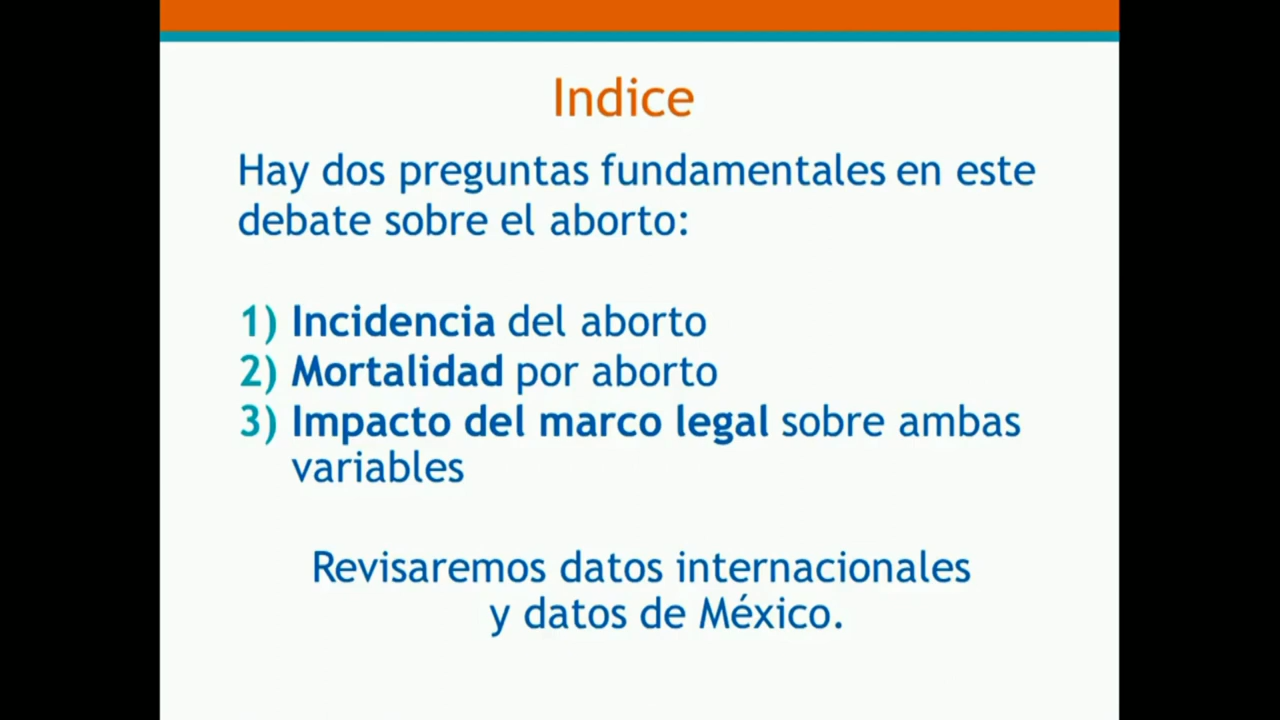 Indice
Hay dos preguntas fundamentales en este
debate sobre el aborto:
1) Incidencia del aborto
2) Mortalidad por aborto
3) Impacto del marco legal sobre ambas
variables
Revisaremos datos internacionales
y datos de México.